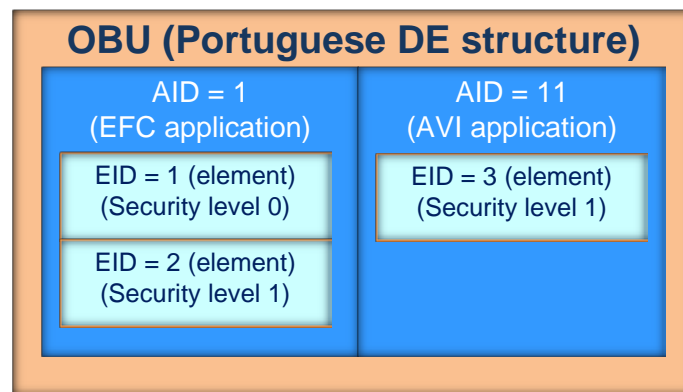 OBU (Portuguese DE structure)
AID = 1
(EFC application)
EID = 1 (element)
(Security level 0)
EID = 2 (element)
(Security level 1)
AID = 11
(AVI application)
EID = 3 (element)
(Security level 1)